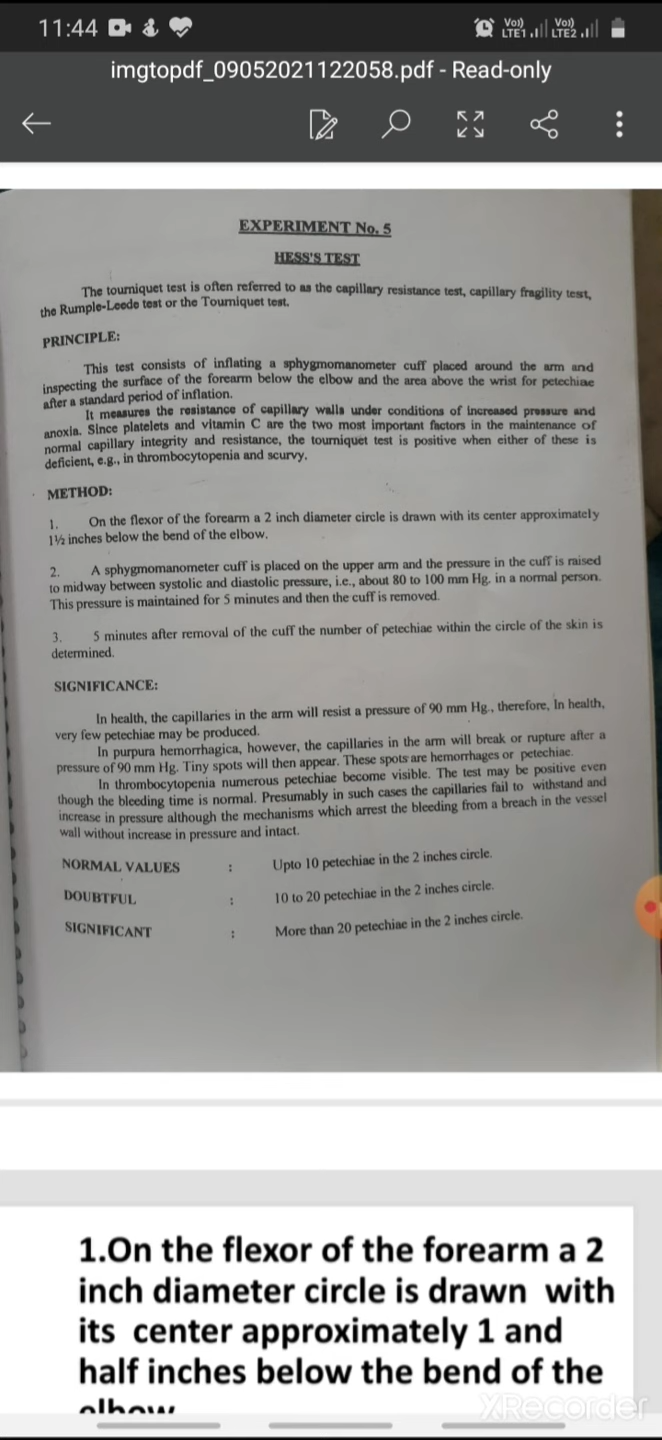 11:44
Vo)) LTE1 Vo)) LTE2
imgtopdf_09052021122058.pdf - Read-only
EXPERIMENT No. 5
HESS'S TEST
The tourniquet test is often referred to as the capillary resistance test, capillary fragility test,
the Rumple-Leede test or the Tourniquet test.
PRINCIPLE:
This test consists of inflating a sphygmomanometer cuff placed around the arm and
inspecting the surface of the forearm below the elbow and the area above the wrist for petechiae
after a standard period of inflation.
It measures the resistance of capillary walls under conditions of increased pressure and
anoxia. Since platelets and vitamin C are the two most important factors in the maintenance of
normal capillary integrity and resistance, the tourniquet test is positive when either of these is
deficient, e.g., in thrombocytopenia and scurvy.
METHOD:
1. On the flexor of the forearm a 2 inch diameter circle is drawn with its center approximately
1½ inches below the bend of the elbow.
2. A sphygmomanometer cuff is placed on the upper arm and the pressure in the cuff is raised
to midway between systolic and diastolic pressure, i.e., about 80 to 100 mm Hg. in a normal person.
This pressure is maintained for 5 minutes and then the cuff is removed.
3. 5 minutes after removal of the cuff the number of petechiae within the circle of the skin is
determined.
SIGNIFICANCE:
In health, the capillaries in the arm will resist a pressure of 90 mm Hg., therefore, In health,
very few petechiae may be produced.
In purpura hemorrhagica, however, the capillaries in the arm will break or rupture after a
pressure of 90 mm Hg. Tiny spots will then appear. These spots are hemorrhages or petechiae.
In thrombocytopenia numerous petechiae become visible. The test may be positive even
though the bleeding time is normal. Presumably in such cases the capillaries fail to withstand and
increase in pressure although the mechanisms which arrest the bleeding from a breach in the vessel
wall without increase in pressure and intact.
NORMAL VALUES : Upto 10 petechiae in the 2 inches circle.
DOUBTFUL : 10 to 20 petechiae in the 2 inches circle.
SIGNIFICANT : More than 20 petechiae in the 2 inches circle.
1.On the flexor of the forearm a 2
inch diameter circle is drawn with
its center approximately 1 and
half inches below the bend of the
elbow
XRecorder